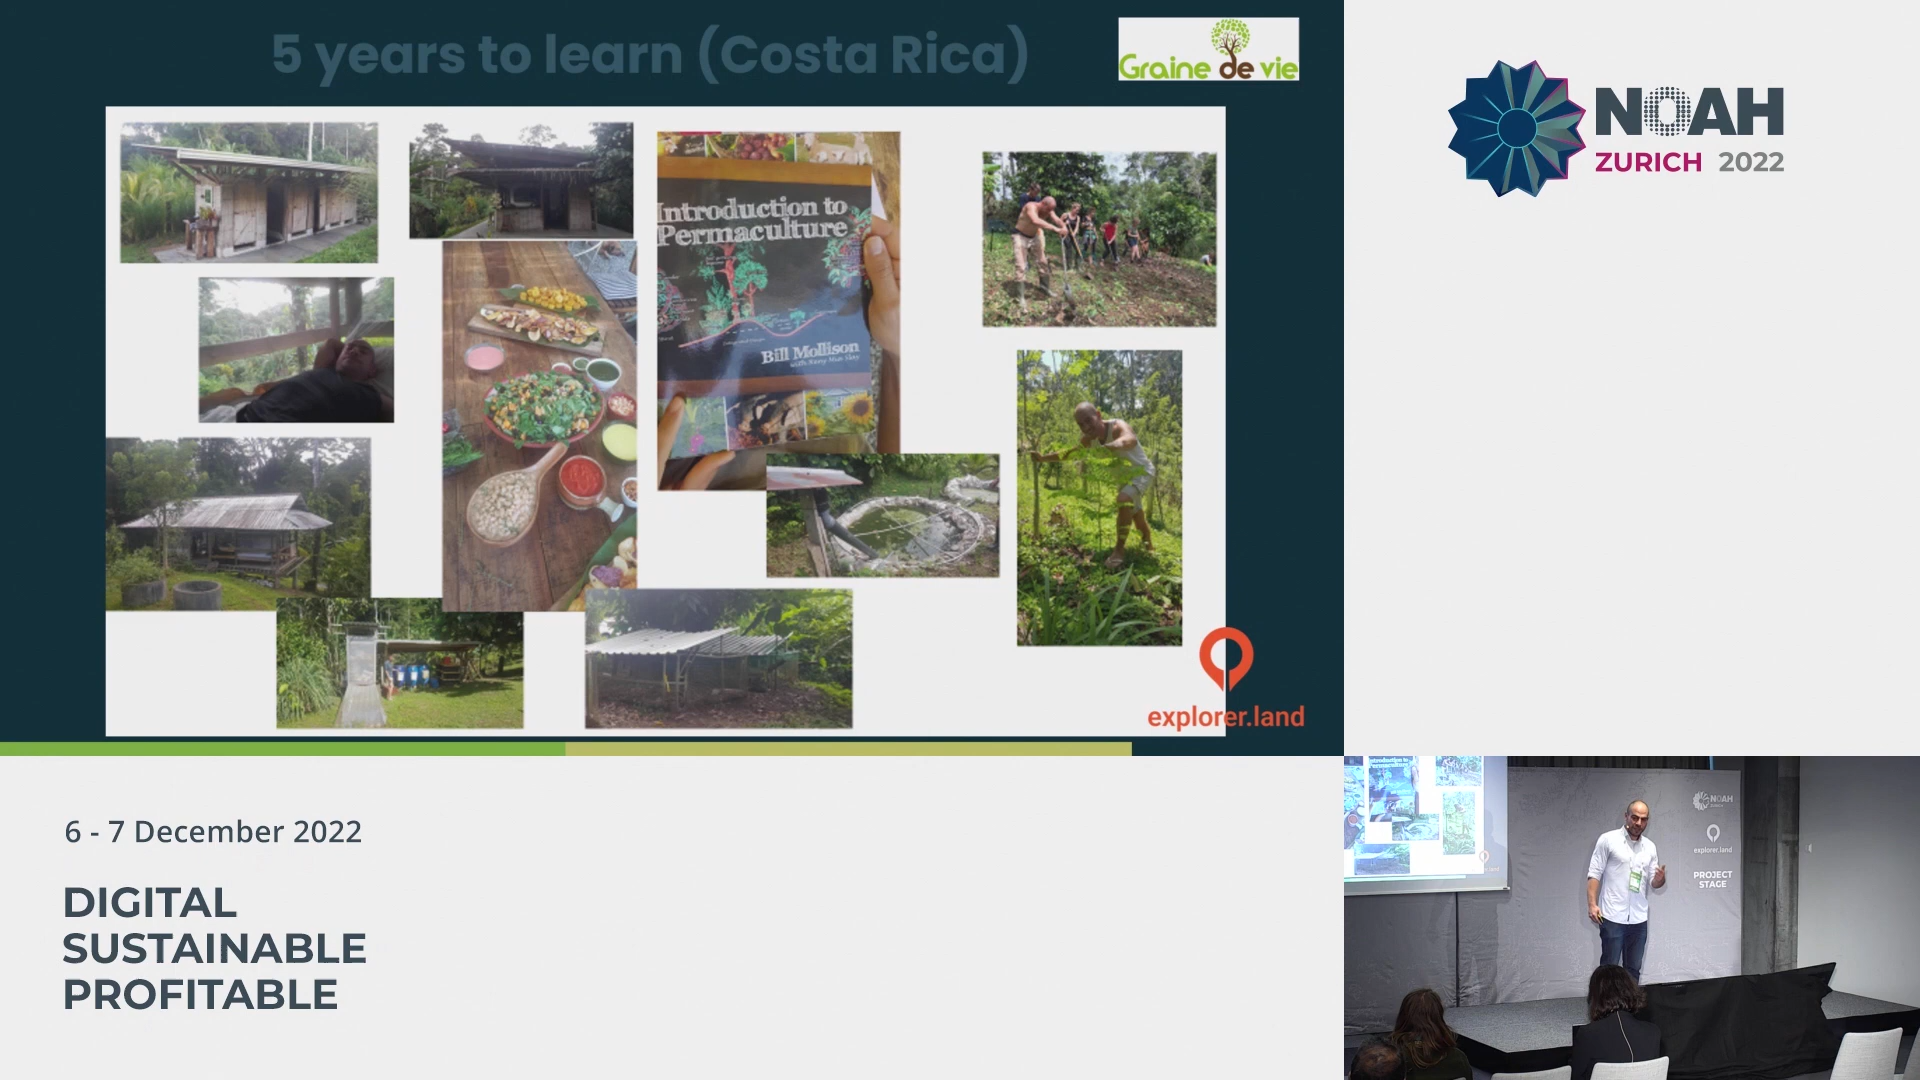 5 years to learn (Costa Rica)
Graine de vie
Introduction to
Permaculture
Bill Mollison
explorer.land
NOAH
ZURICH 2022
6 - 7 December 2022
DIGITAL
SUSTAINABLE
PROFITABLE
NOAH
explorer.land
PROJECT
STAGE